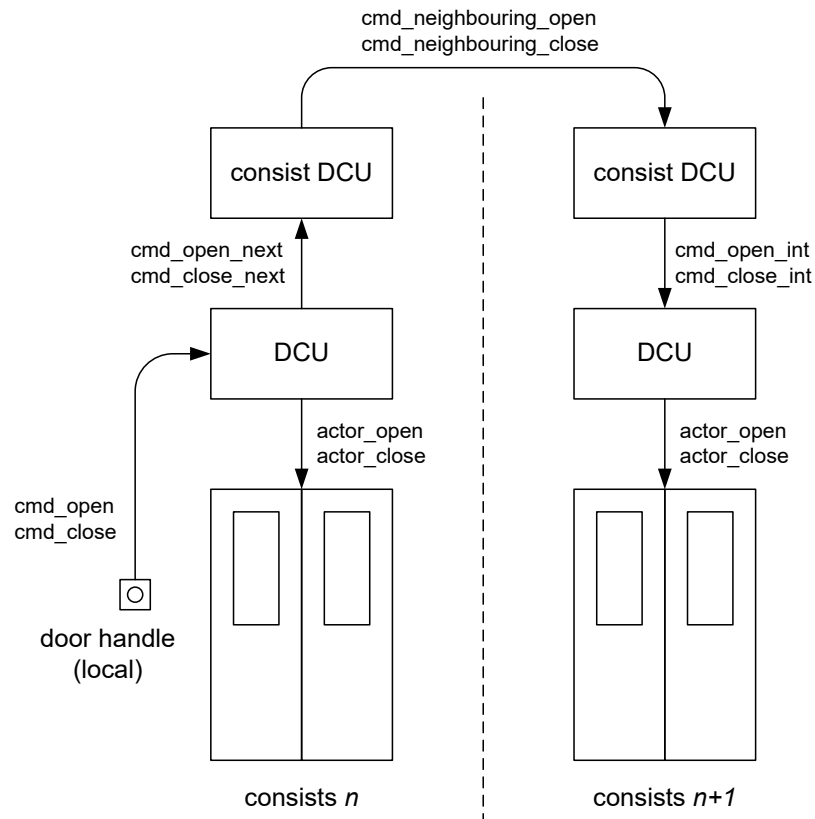 cmd_neighbouring_open
cmd_neighbouring_close
consist DCU
consist DCU
cmd_open_next
cmd_close_next
cmd_open_int
cmd_close_int
DCU
DCU
actor_open
actor_close
actor_open
actor_close
cmd_open
cmd_close
door handle
(local)
consists n
consists n+1